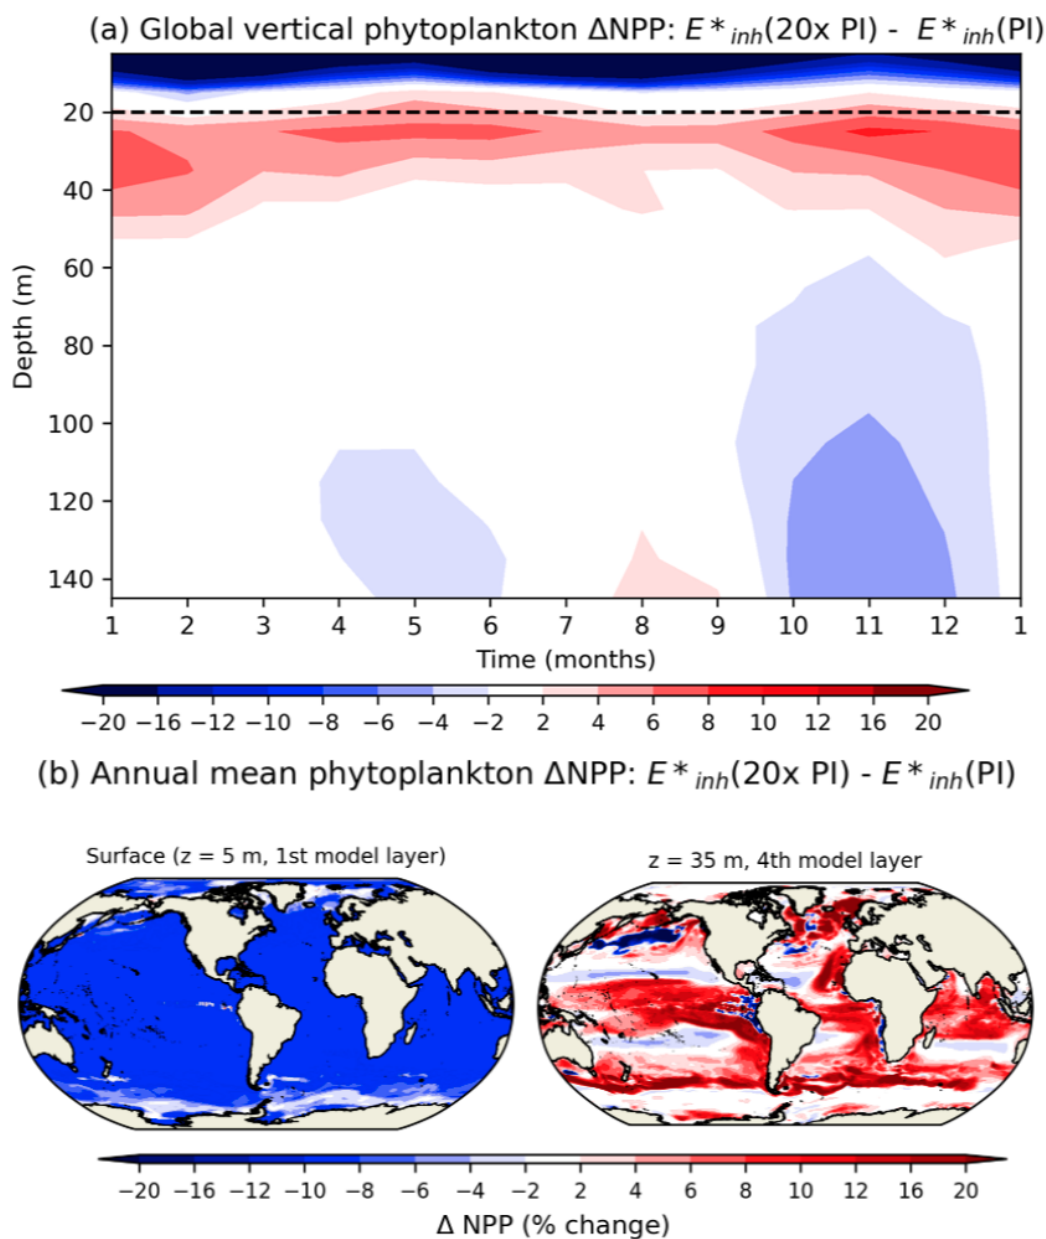 (a) Global vertical phytoplankton ΔNPP: E*inh(20x PI) - E*inh(PI)
20
40
60
80
100
120
140
Depth (m)
1 2 3 4 5 6 7 8 9 10 11 12 1
Time (months)
−20 −16 −12 −10 −8 −6 −4 −2 2 4 6 8 10 12 16 20
(b) Annual mean phytoplankton ΔNPP: E*inh(20x PI) - E*inh(PI)
Surface (z = 5 m, 1st model layer)
z = 35 m, 4th model layer
−20 −16 −12 −10 −8 −6 −4 −2 2 4 6 8 10 12 16 20
Δ NPP (% change)